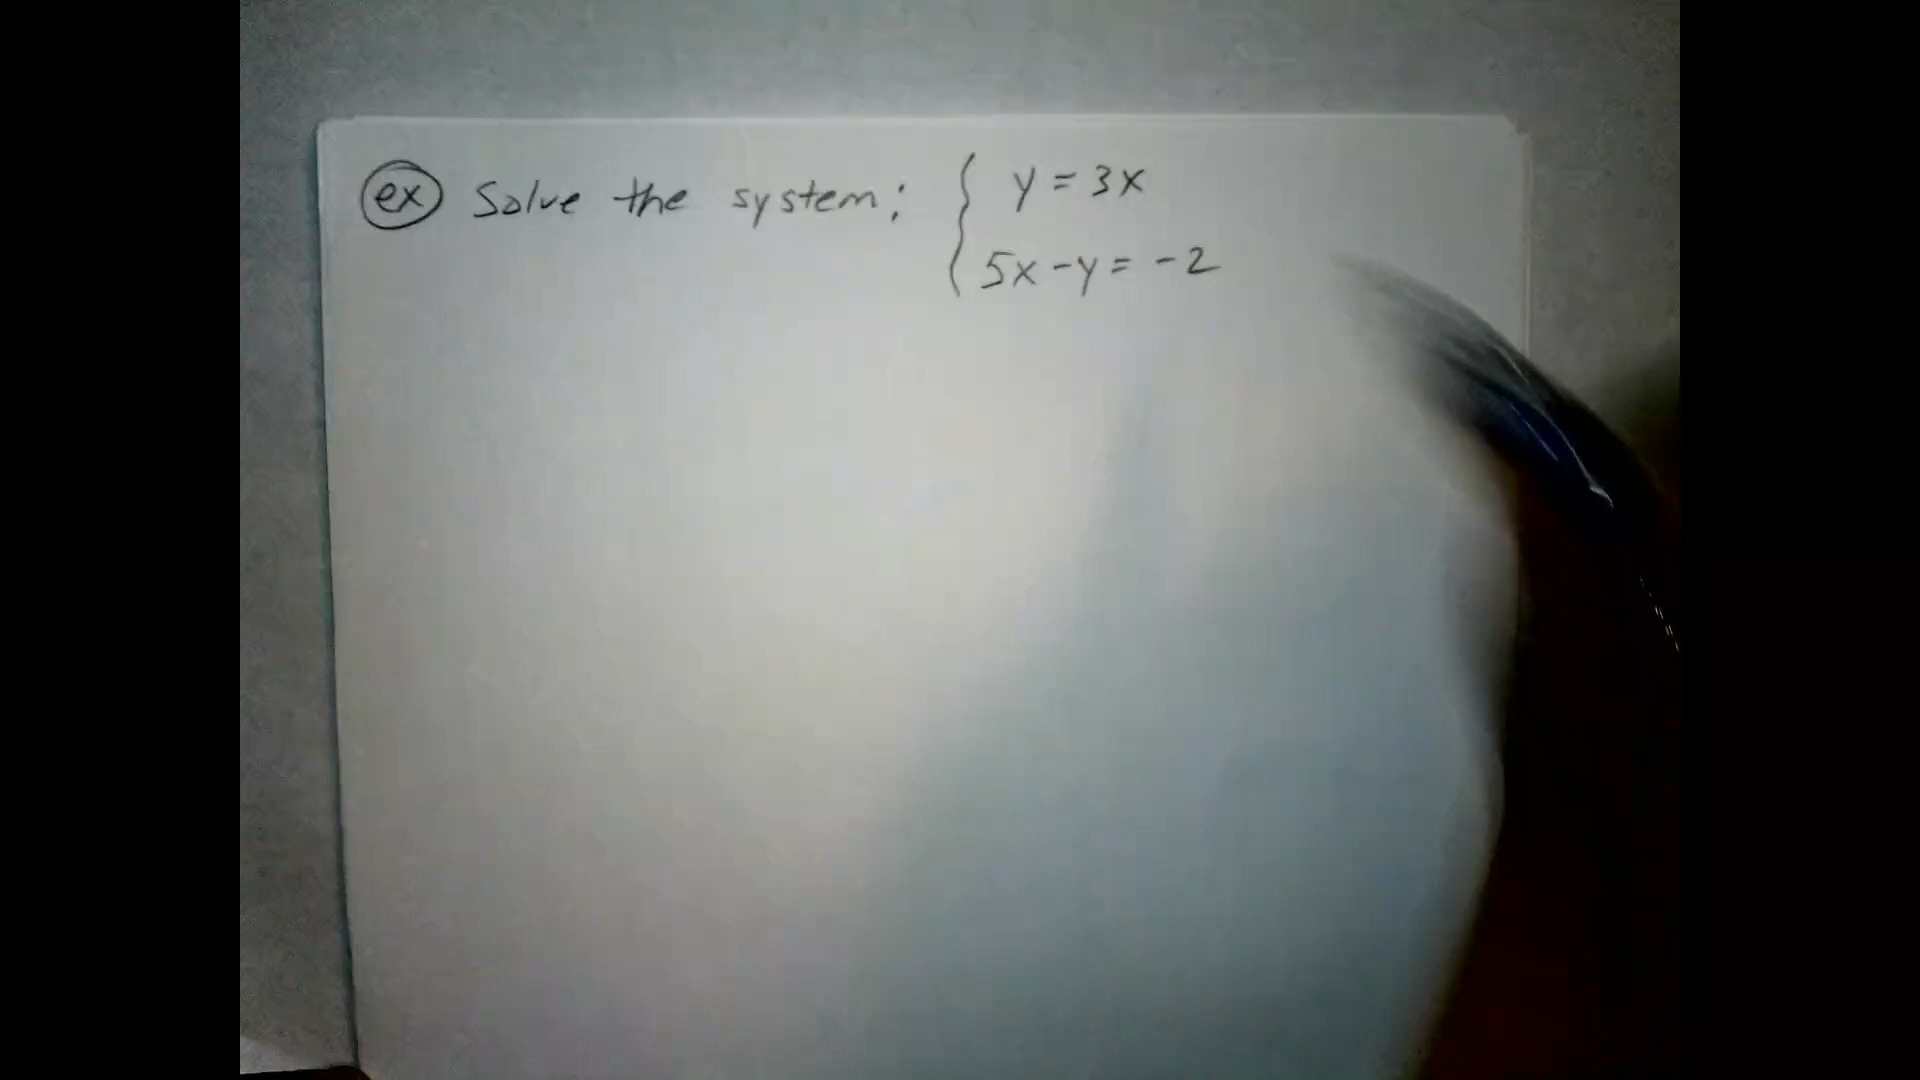 ex Solve the system: { y = 3x
5x - y = -2